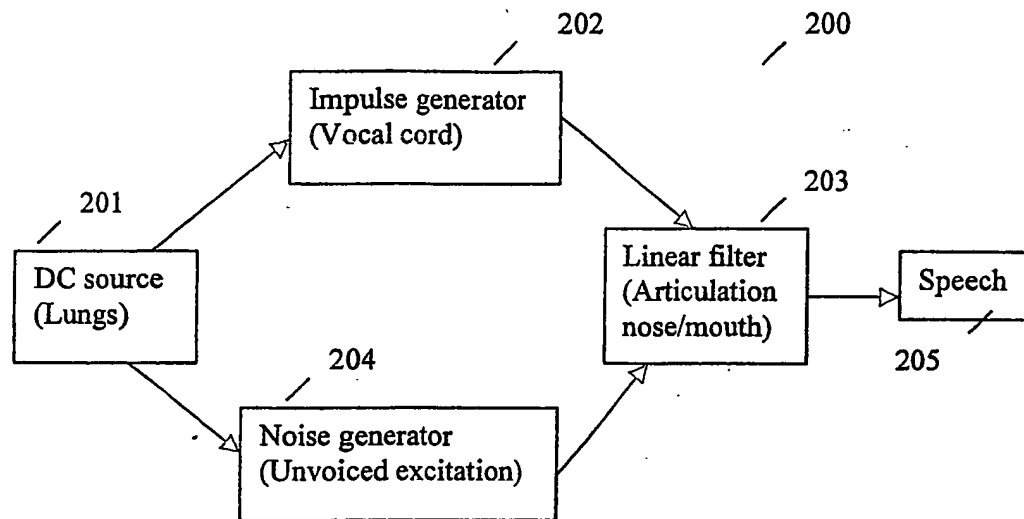 202
200
Impulse generator
(Vocal cord)
201
203
DC source
(Lungs)
Linear filter
(Articulation
nose/mouth)
Speech
204
205
Noise generator
(Unvoiced excitation)